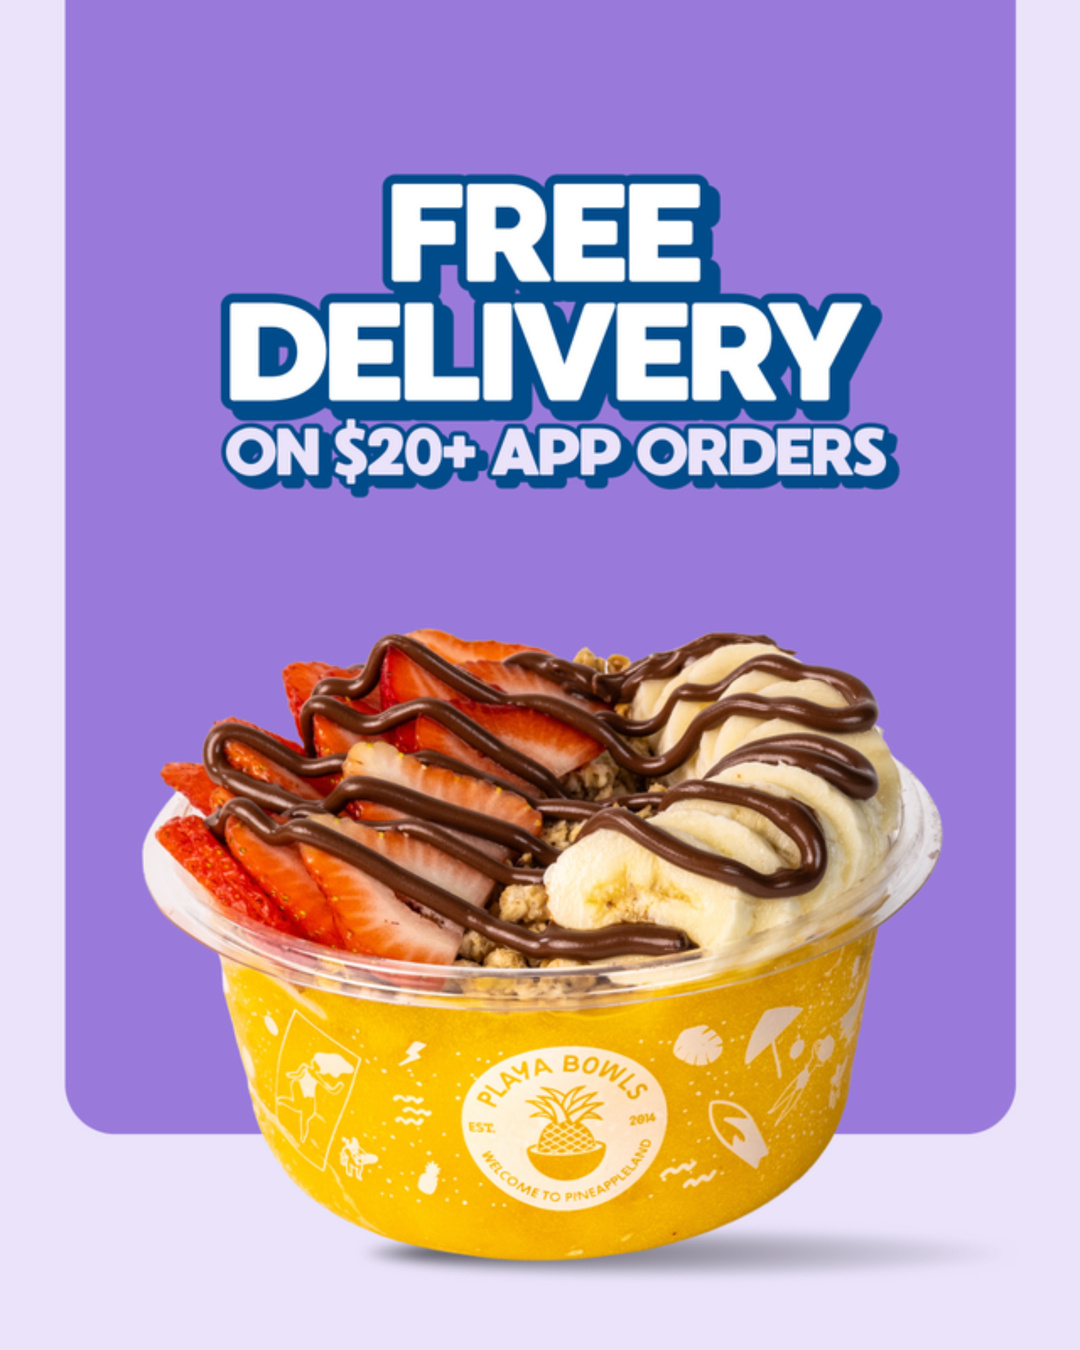 FREE
DELIVERY
ON $20+ APP ORDERS
PLAYA BOWLS
EST. 2014
WELCOME TO PINEAPPLELAND